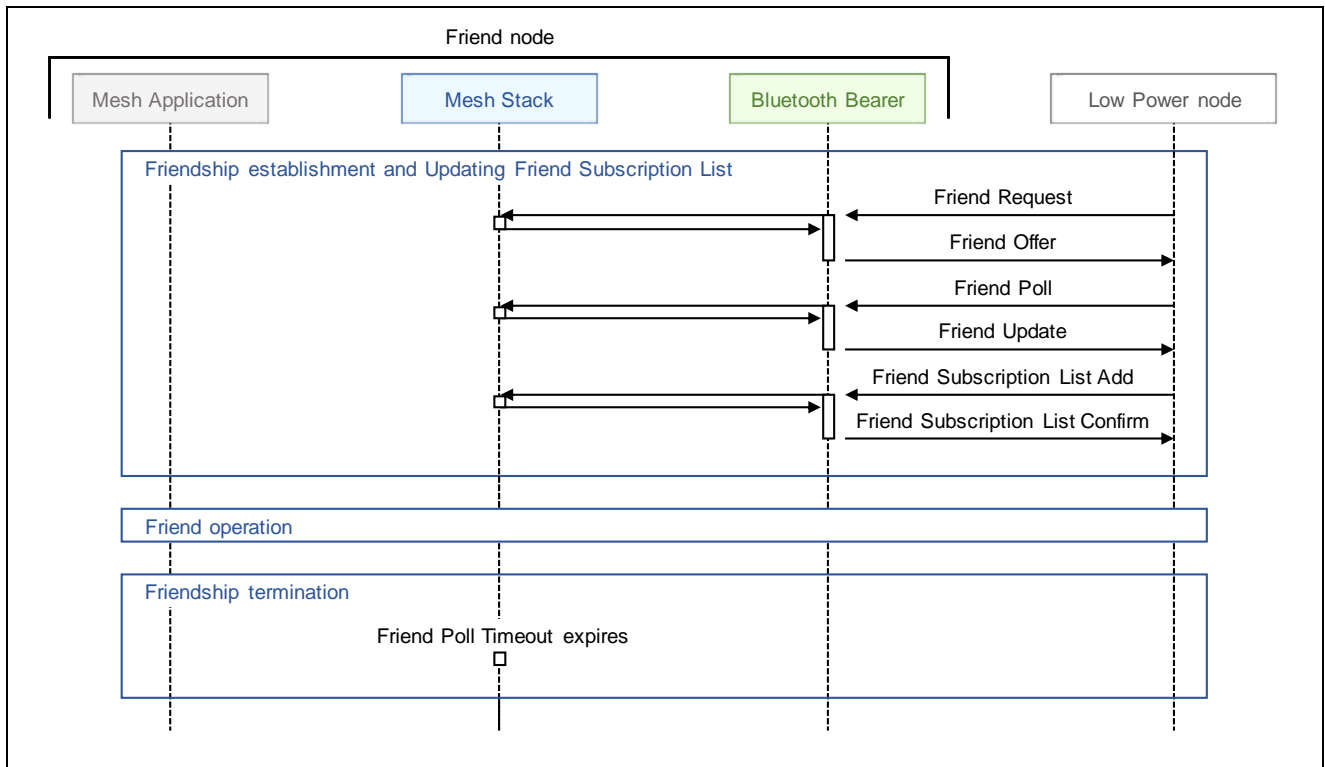 Friend node
Mesh Application
Mesh Stack
Bluetooth Bearer
Low Power node
Friendship establishment and Updating Friend Subscription List
Friend Request
Friend Offer
Friend Poll
Friend Update
Friend Subscription List Add
Friend Subscription List Confirm
Friend operation
Friendship termination
Friend Poll Timeout expires